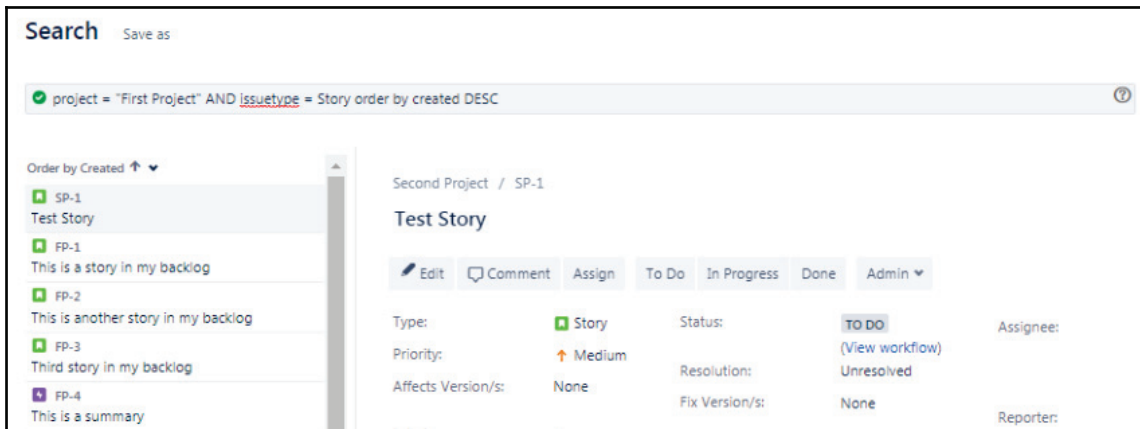 Search Save as
project = "First Project" AND issuetype = Story order by created DESC
Order by Created
SP-1
Test Story
FP-1
This is a story in my backlog
FP-2
This is another story in my backlog
FP-3
Third story in my backlog
FP-4
This is a summary
Second Project / SP-1
Test Story
Edit Comment Assign To Do In Progress Done Admin
Type: Story Status: TO DO Assignee:
(View workflow)
Priority: Medium
Resolution: Unresolved
Affects Version/s: None
Fix Version/s: None
Reporter: